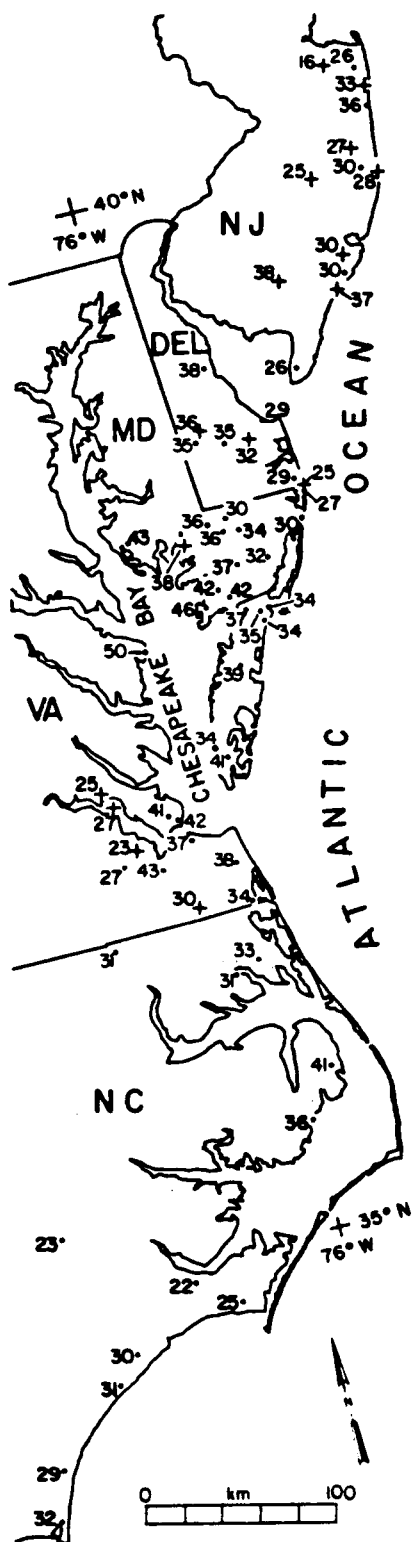 16 26
33
36
27
30
25 28
40° N
76° W
NJ
30
30
38 37
DEL
38 26
OCEAN
29
MD
36
35 35
32
29 25
27
30
36 30
43 36 34
38 37 32
42 42
46 37 34
35 34
BAY
50
CHESAPEAKE
39
VA
34
41
ATLANTIC
25
27 41 42
23 37
27 43 38
30 34
31
33
31
41
NC
36
35° N
76° W
23
22
25
30
31
N
29
32
0 km 100